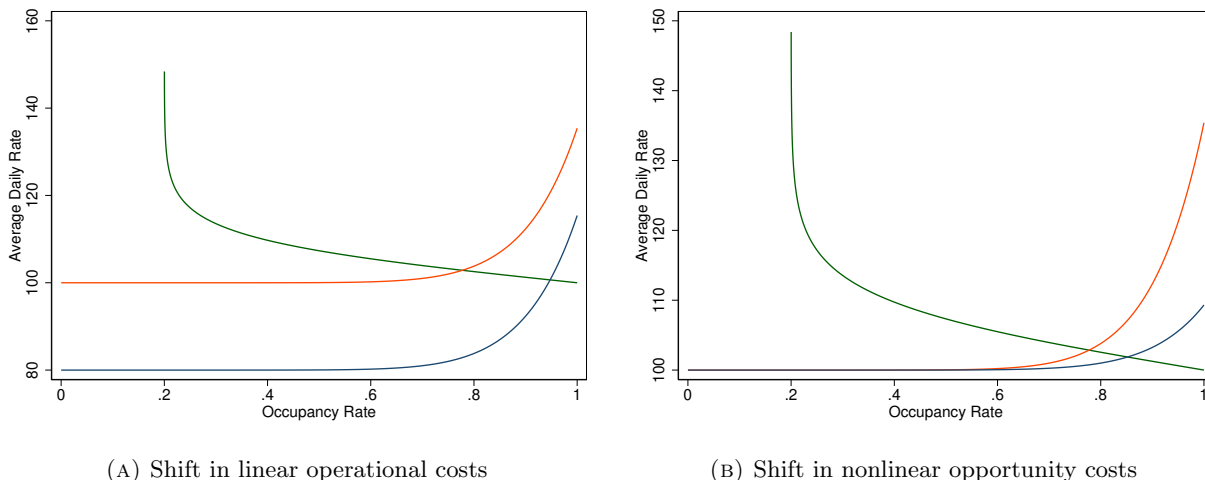 160
140
120
100
80
Average Daily Rate
0 .2 .4 .6 .8 1
Occupancy Rate
(A) Shift in linear operational costs
150
140
130
120
110
100
Average Daily Rate
0 .2 .4 .6 .8 1
Occupancy Rate
(B) Shift in nonlinear opportunity costs